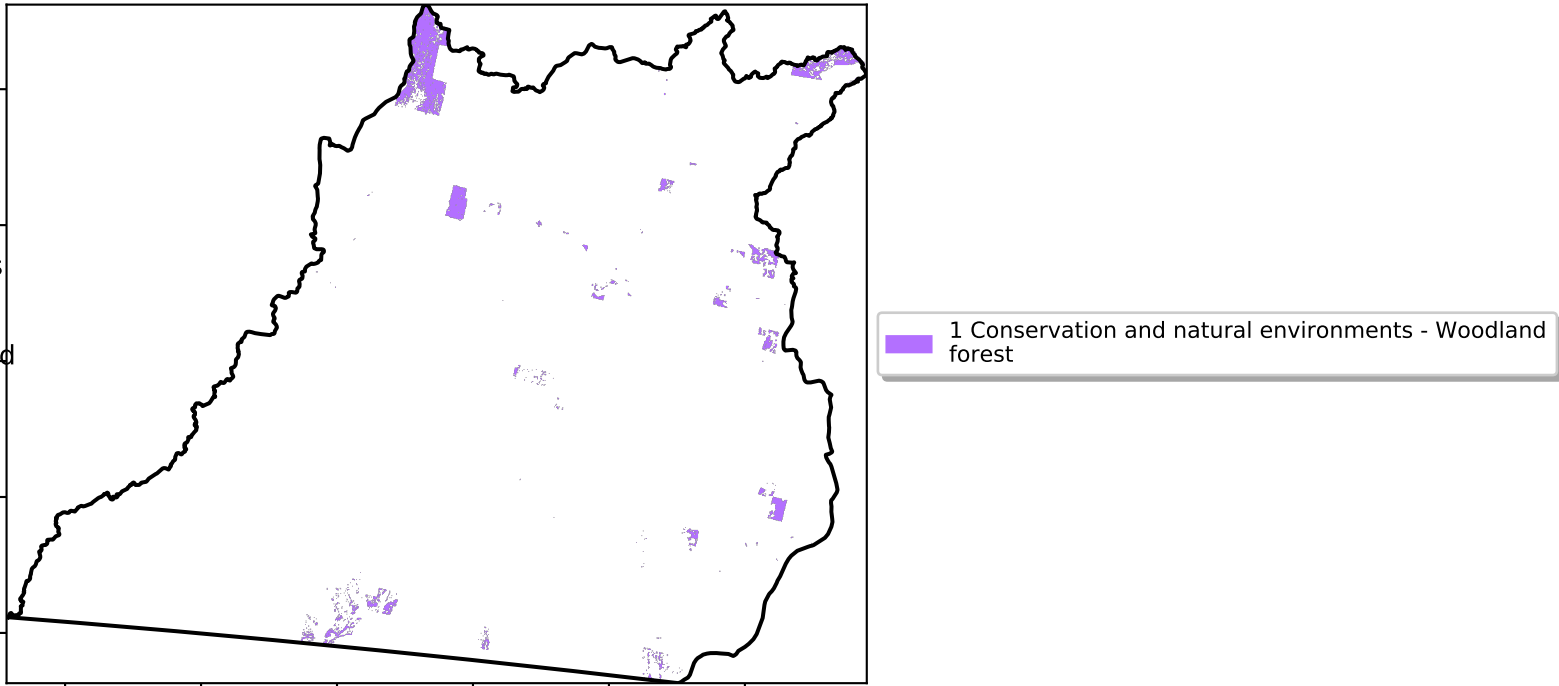 d
1 Conservation and natural environments - Woodland
forest